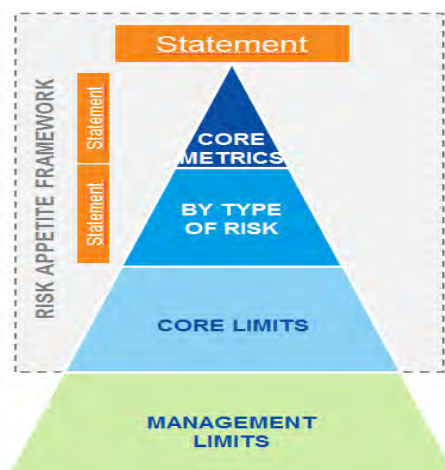 Statement
RISK APPETITE FRAMEWORK
Statement
Statement
CORE
METRICS
BY TYPE
OF RISK
CORE LIMITS
MANAGEMENT
LIMITS